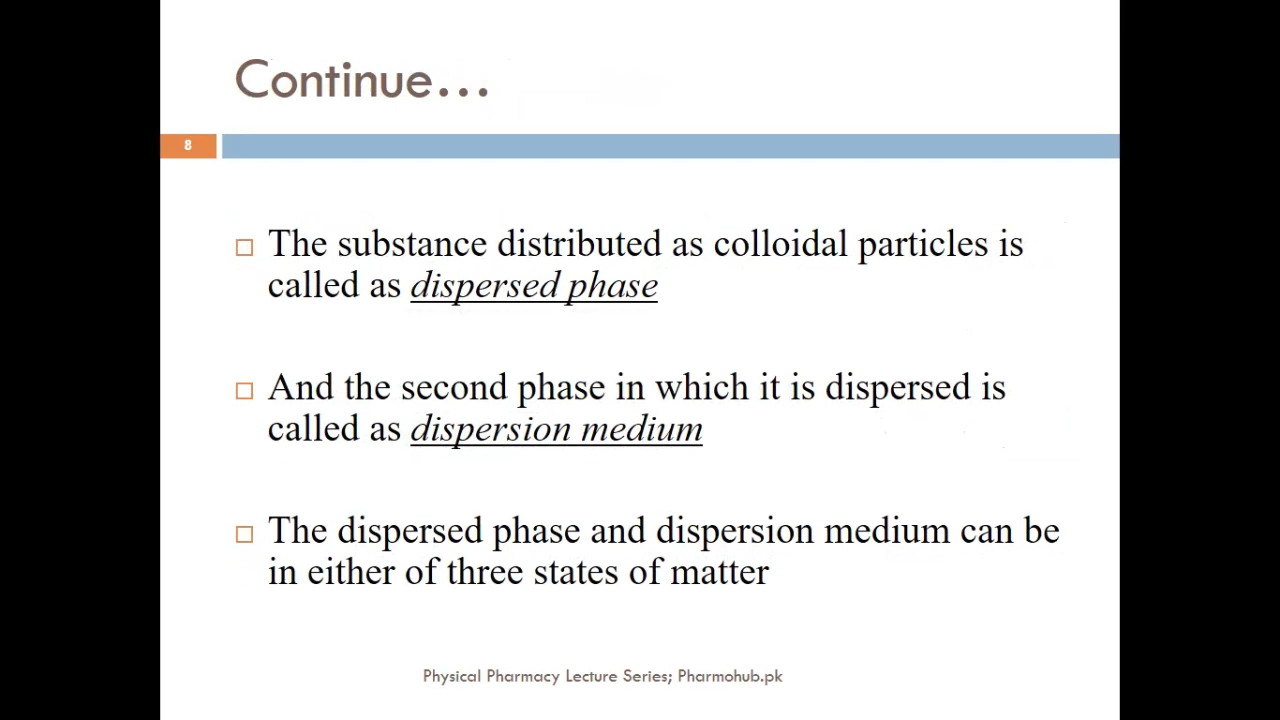 Continue...
8
The substance distributed as colloidal particles is
called as dispersed phase
And the second phase in which it is dispersed is
called as dispersion medium
The dispersed phase and dispersion medium can be
in either of three states of matter
Physical Pharmacy Lecture Series; Pharmohub.pk